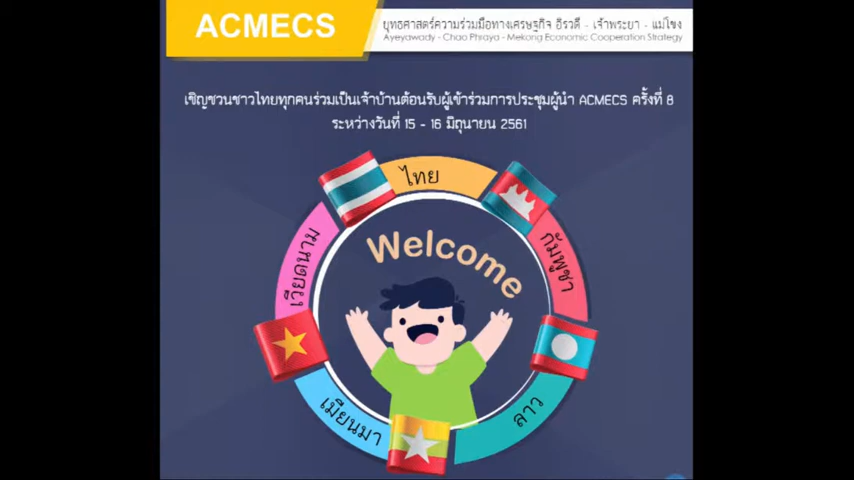 ACMECS
ยุทธศาสตร์ความร่วมมือทางเศรษฐกิจ อิรวดี - เจ้าพระยา - แม่โขง
Ayeyawady - Chao Phraya - Mekong Economic Cooperation Strategy
เชิญชวนชาวไทยทุกคนร่วมเป็นเจ้าบ้านต้อนรับผู้เข้าร่วมการประชุมผู้นำ ACMECS ครั้งที่ 8
ระหว่างวันที่ 15 - 16 มิถุนายน 2561
ไทย
กัมพูชา
เวียดนาม
Welcome
เมียนมา
ลาว